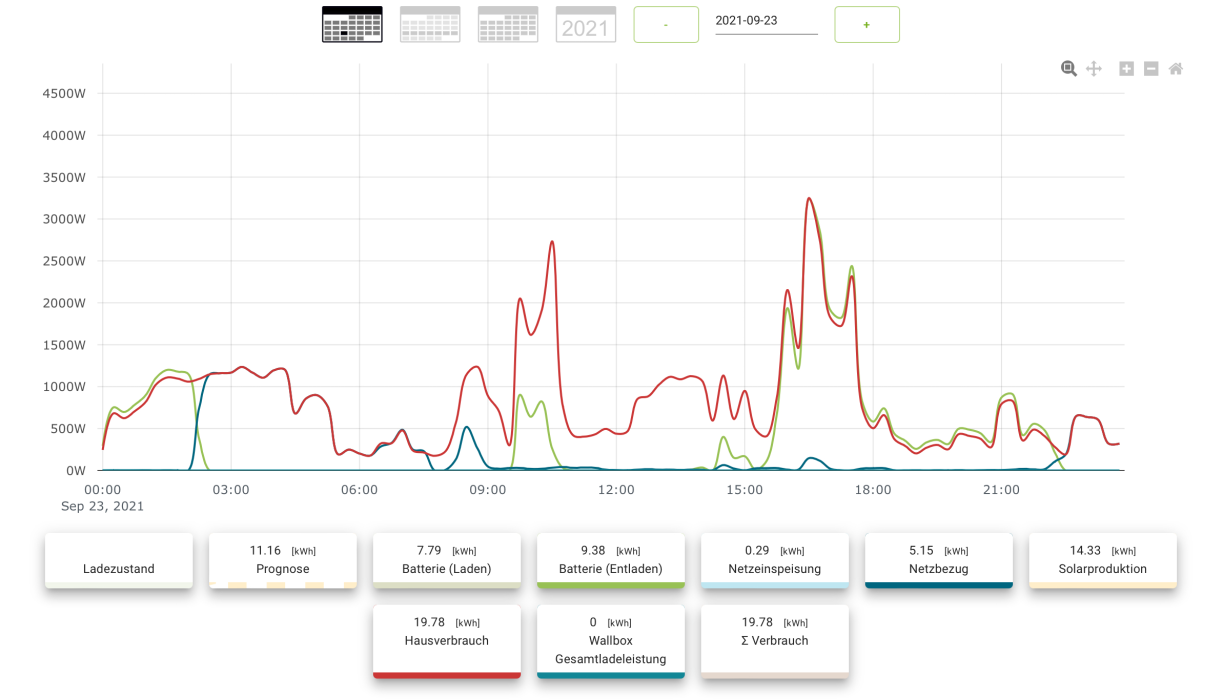 2021
-
2021-09-23
+
4500W
4000W
3500W
3000W
2500W
2000W
1500W
1000W
500W
0W
00:00 03:00 06:00 09:00 12:00 15:00 18:00 21:00
Sep 23, 2021
Ladezustand
11.16 [kWh]
Prognose
7.79 [kWh]
Batterie (Laden)
9.38 [kWh]
Batterie (Entladen)
0.29 [kWh]
Netzeinspeisung
5.15 [kWh]
Netzbezug
14.33 [kWh]
Solarproduktion
19.78 [kWh]
Hausverbrauch
0 [kWh]
Wallbox
Gesamtladeleistung
19.78 [kWh]
Σ Verbrauch